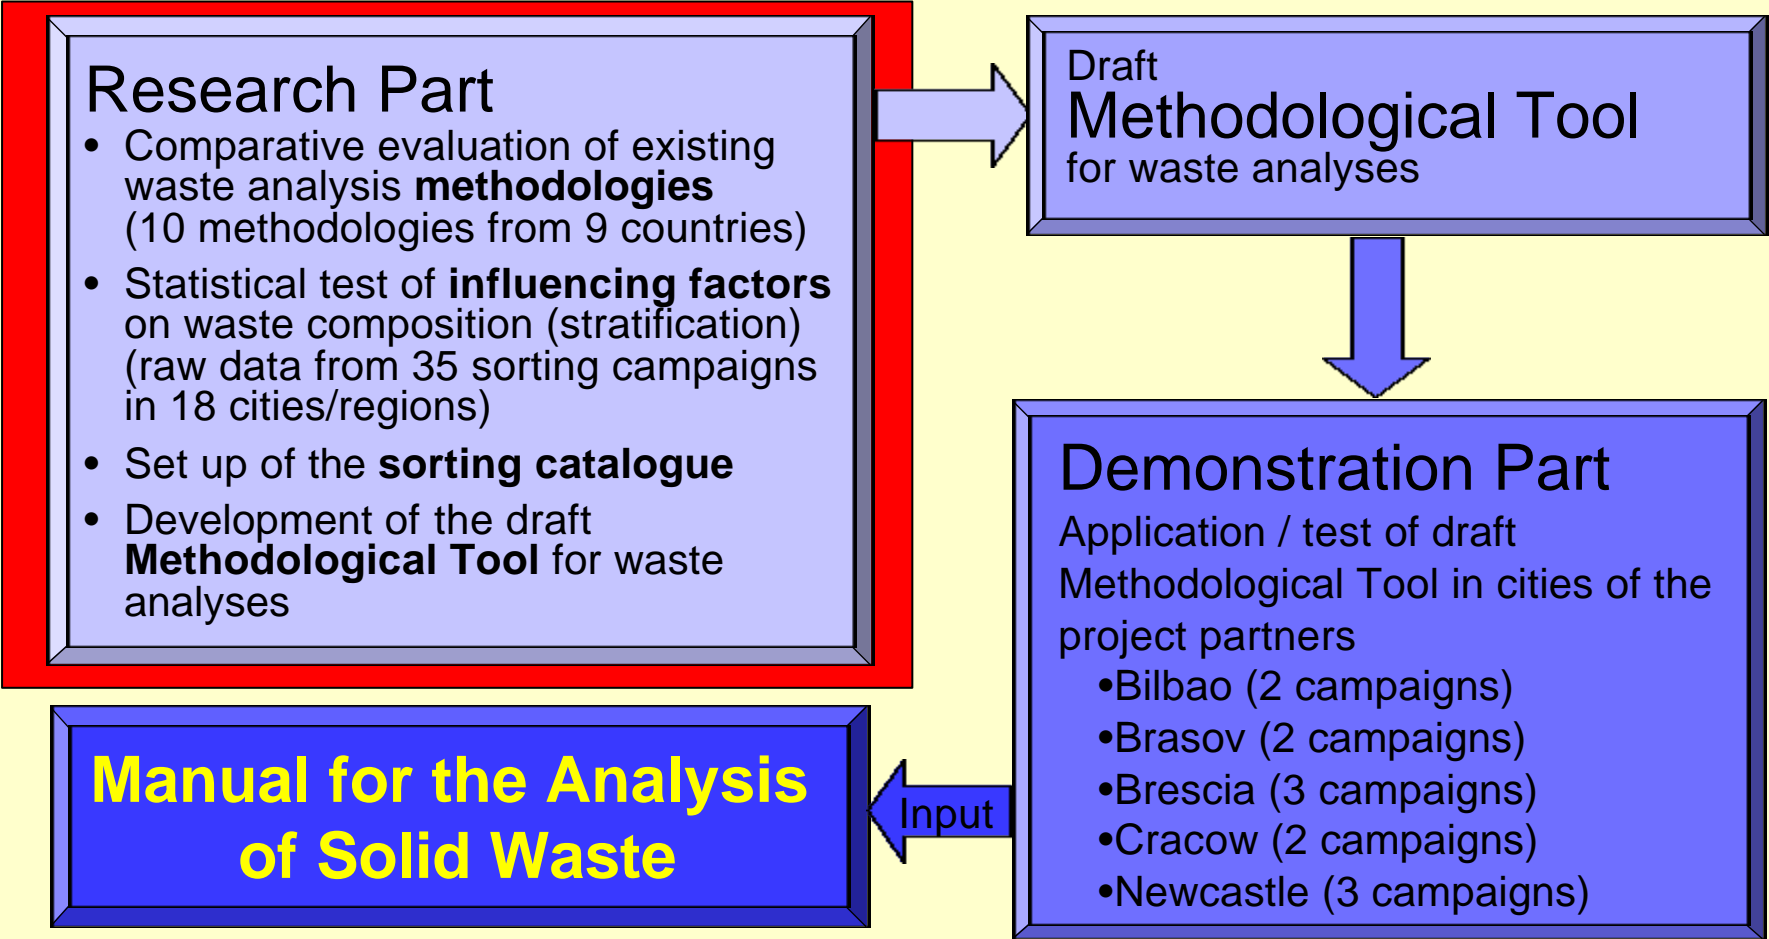 Research Part
• Comparative evaluation of existing
waste analysis methodologies
(10 methodologies from 9 countries)
• Statistical test of influencing factors
on waste composition (stratification)
(raw data from 35 sorting campaigns
in 18 cities/regions)
• Set up of the sorting catalogue
• Development of the draft
Methodological Tool for waste
analyses
Draft
Methodological Tool
for waste analyses
Demonstration Part
Application / test of draft
Methodological Tool in cities of the
project partners
•Bilbao (2 campaigns)
•Brasov (2 campaigns)
•Brescia (3 campaigns)
•Cracow (2 campaigns)
•Newcastle (3 campaigns)
Input
Manual for the Analysis
of Solid Waste